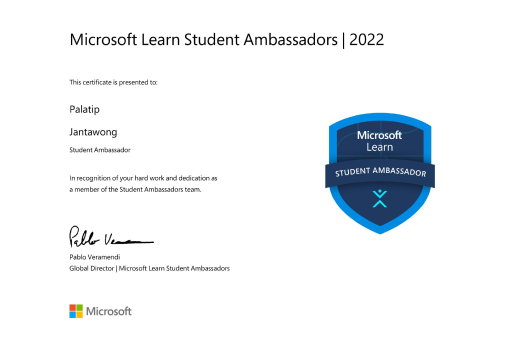 Microsoft Learn Student Ambassadors | 2022
This certificate is presented to:
Palatip
Jantawong
Student Ambassador
In recognition of your hard work and dedication as
a member of the Student Ambassadors team.
Microsoft
Learn
STUDENT AMBASSADOR
Pablo Veramendi
Global Director | Microsoft Learn Student Ambassadors
Microsoft